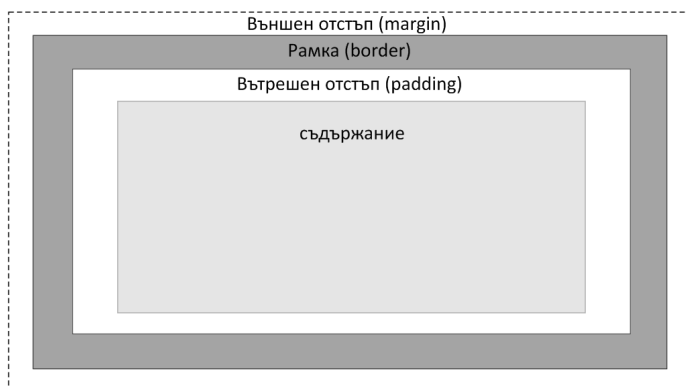 Външен отстъп (margin)
Рамка (border)
Вътрешен отстъп (padding)
съдържание